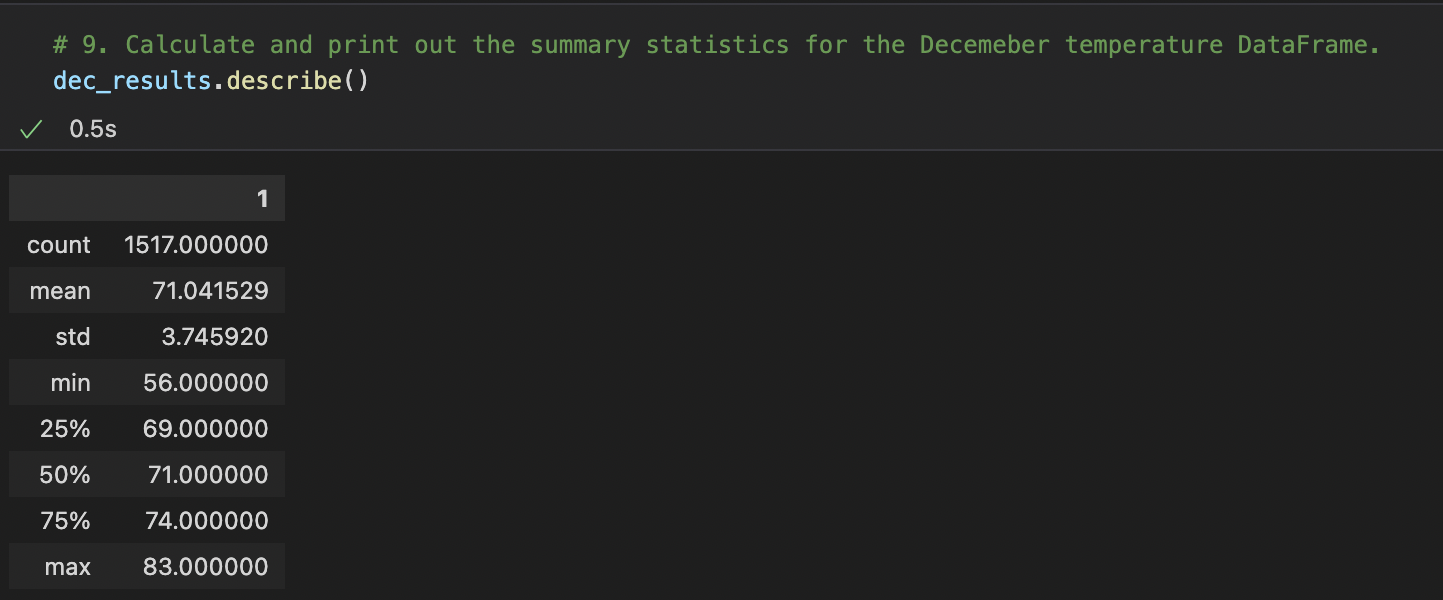 # 9. Calculate and print out the summary statistics for the Decemeber temperature DataFrame.
dec_results.describe()
✓ 0.5s
1
count 1517.000000
mean 71.041529
std 3.745920
min 56.000000
25% 69.000000
50% 71.000000
75% 74.000000
max 83.000000